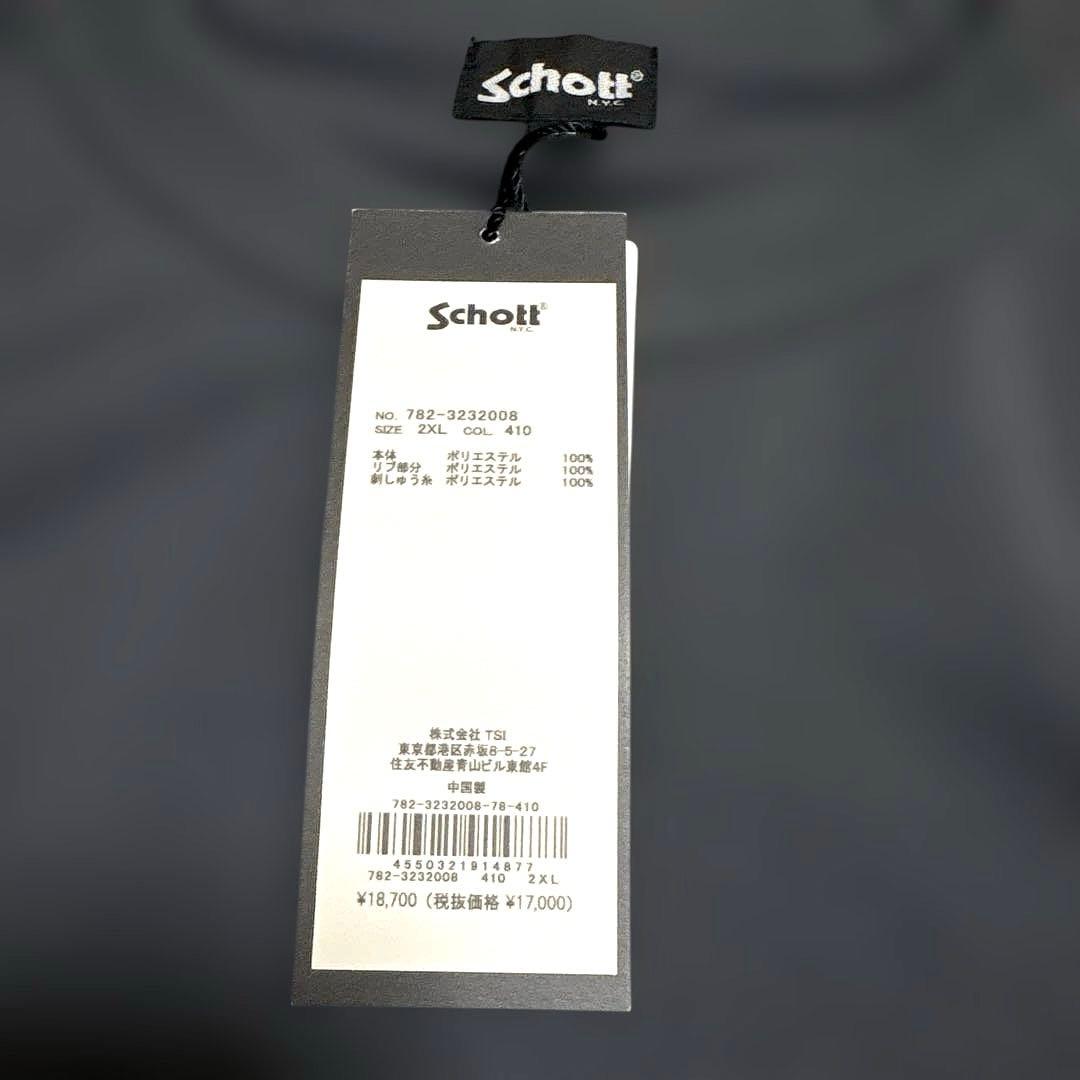 Schott®
N.Y.C.
Schott®
N.Y.C.
NO. 782-3232008
SIZE 2XL COL. 410
本体 ポリエステル 100%
リブ部分 ポリエステル 100%
刺しゅう糸 ポリエステル 100%
株式会社 TSI
東京都港区赤坂8-5-27
住友不動産青山ビル東館4F
中国製
782-3232008-78-410
4550321914877
782-3232008 410 2XL
¥18,700 (税抜価格 ¥17,000)